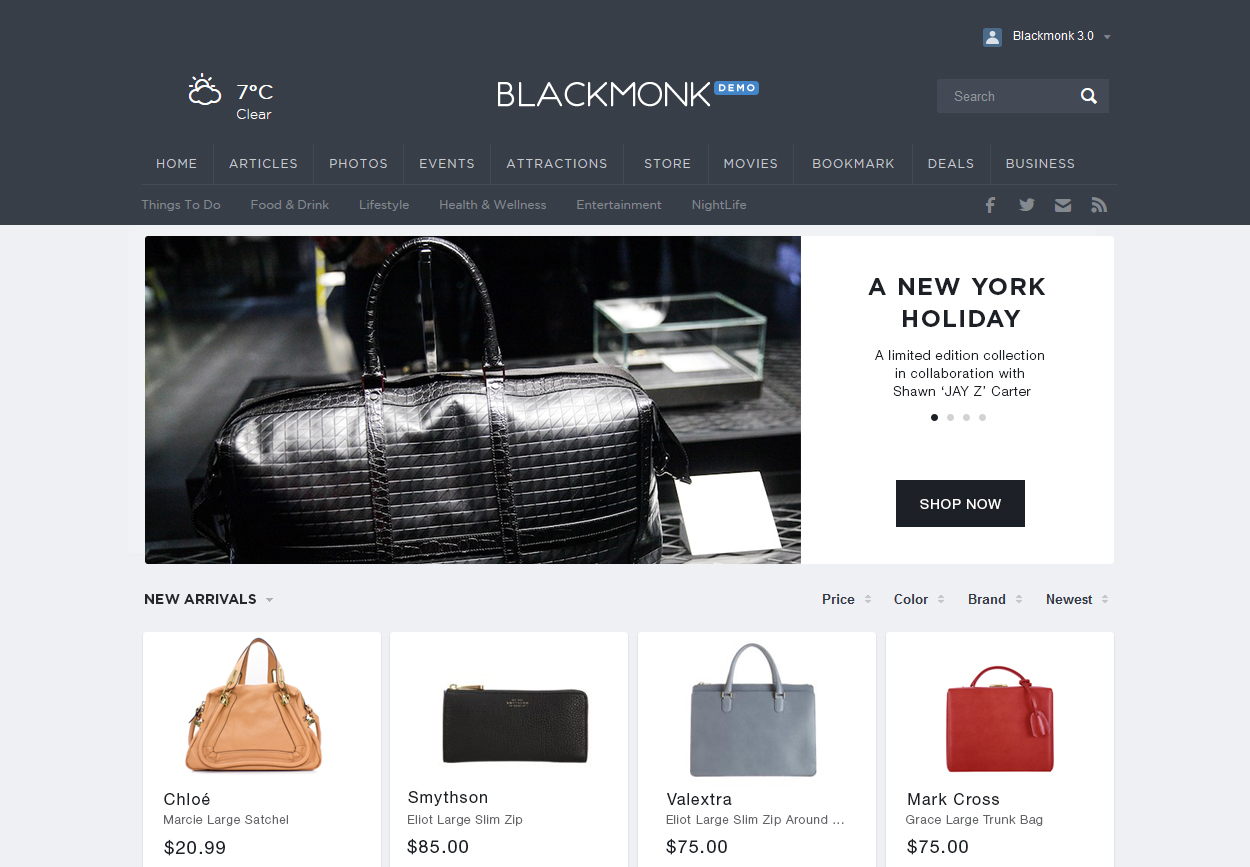 Blackmonk 3.0
7°C
Clear
BLACKMONK DEMO
Search
HOME ARTICLES PHOTOS EVENTS ATTRACTIONS STORE MOVIES BOOKMARK DEALS BUSINESS
Things To Do Food & Drink Lifestyle Health & Wellness Entertainment NightLife
A NEW YORK
HOLIDAY
A limited edition collection
in collaboration with
Shawn ‘JAY Z’ Carter
SHOP NOW
NEW ARRIVALS Price Color Brand Newest
Chloé
Marcie Large Satchel
$20.99
Smythson
Eliot Large Slim Zip
$85.00
Valextra
Eliot Large Slim Zip Around ...
$75.00
Mark Cross
Grace Large Trunk Bag
$75.00